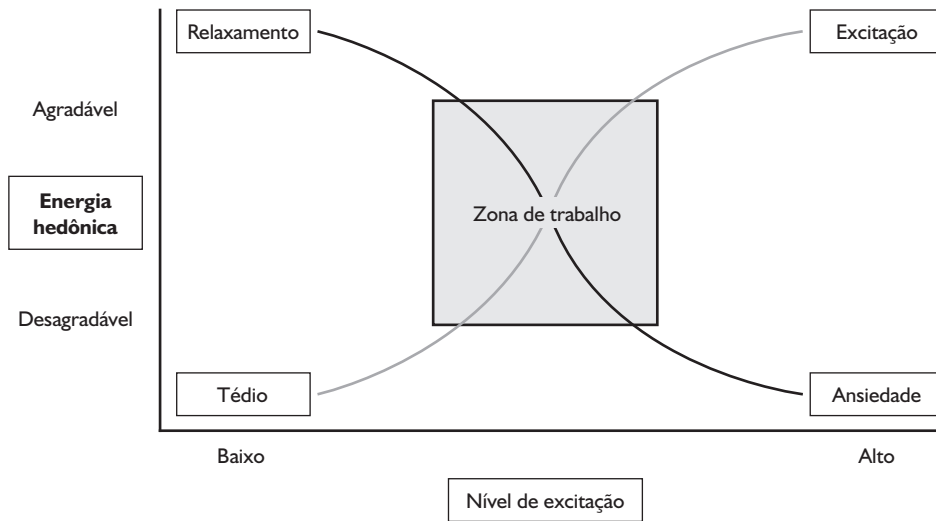 Relaxamento
Excitação
Agradável
Energia
hedônica
Zona de trabalho
Desagradável
Tédio
Ansiedade
Baixo
Alto
Nível de excitação